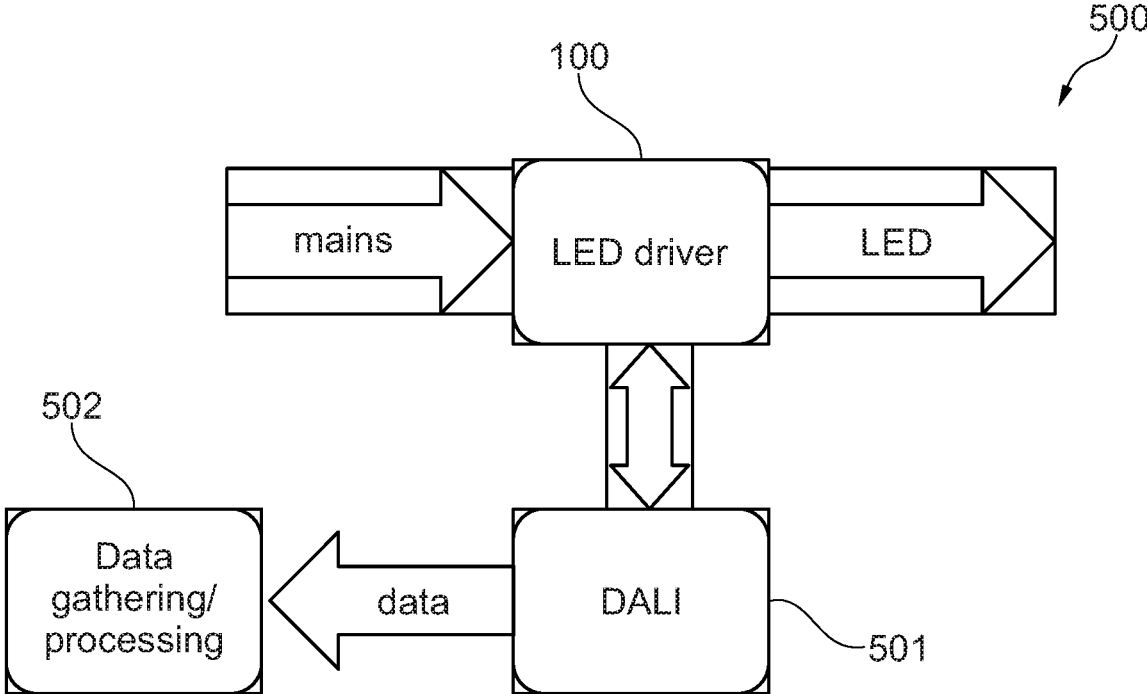 500
100
mains
LED driver
LED
502
Data
gathering/
processing
data
DALI
501